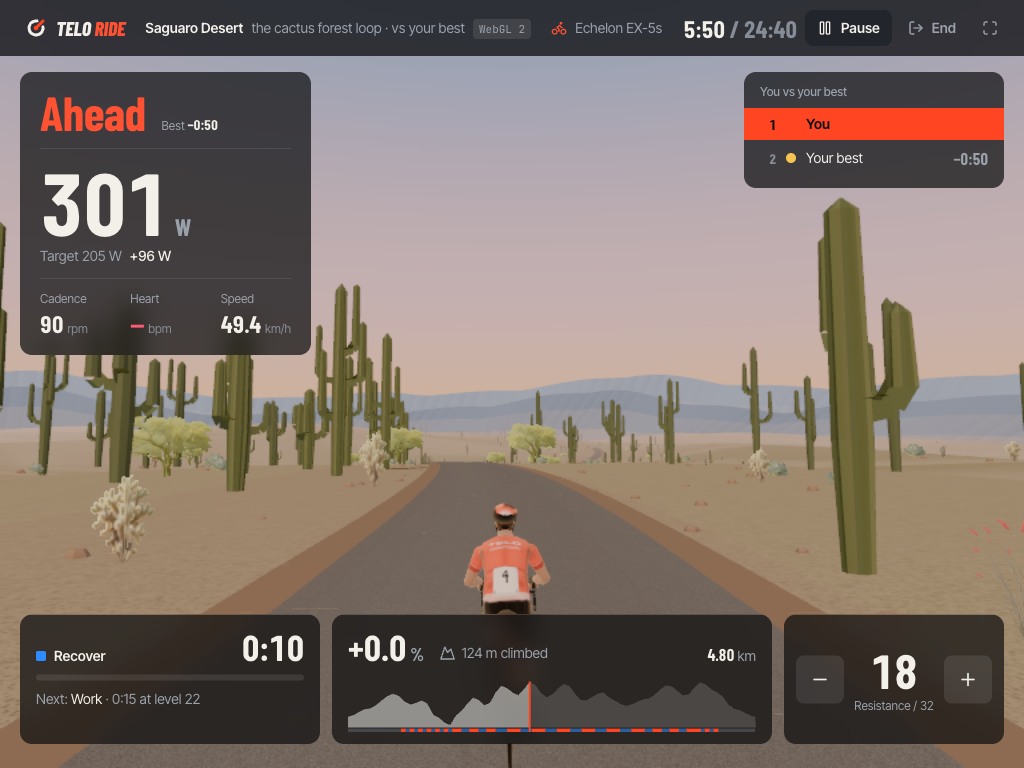 TELO RIDE Saguaro Desert the cactus forest loop · vs your best WebGL 2 Echelon EX-5s 5:50 / 24:40 Pause End
Ahead Best −0:50
301 W
Target 205 W +96 W
Cadence Heart Speed
90 rpm – bpm 49.4 km/h
You vs your best
1 You
2 Your best −0:50
TELO
4
Recover 0:10
Next: Work · 0:15 at level 22
+0.0 % 124 m climbed 4.80 km
− 18 +
Resistance / 32